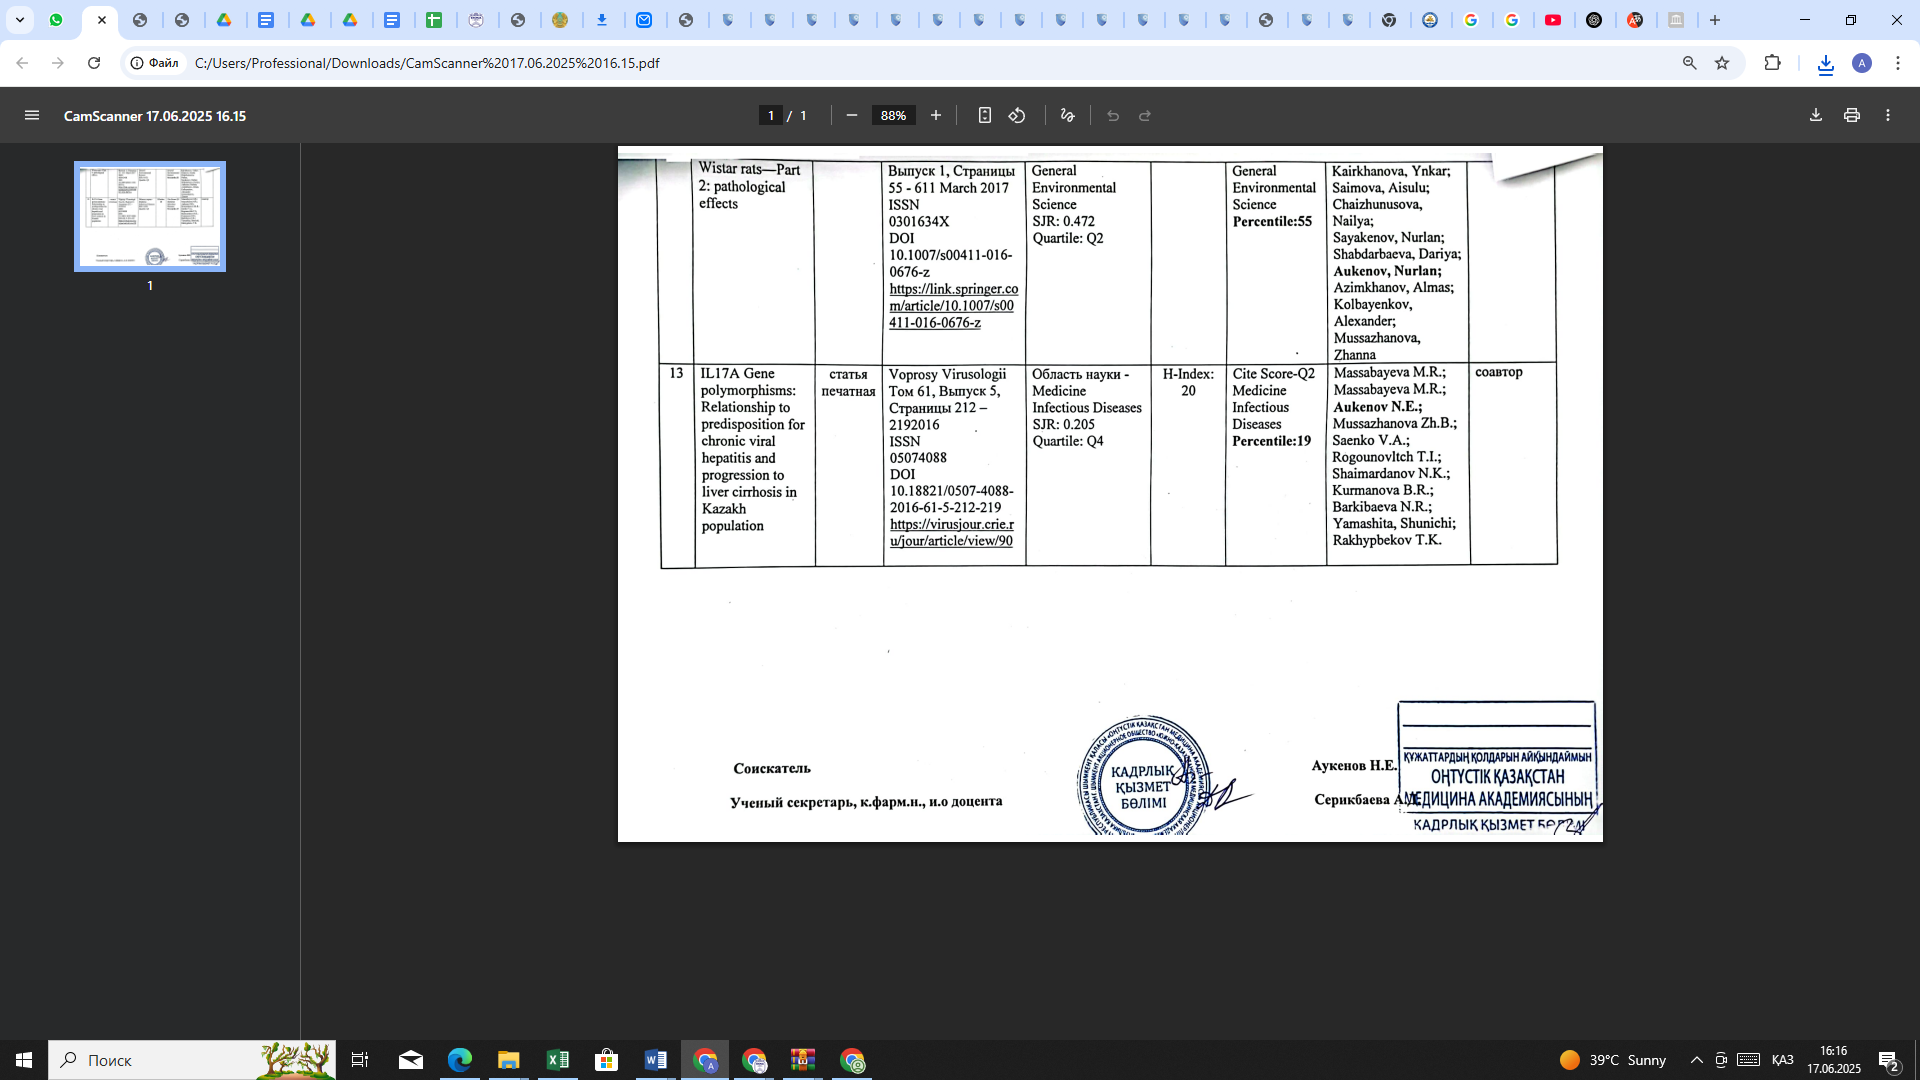 Файл
C:/Users/Professional/Downloads/CamScanner%2017.06.2025%2016.15.pdf
A
CamScanner 17.06.2025 16.15
1 / 1
88%
1
Wistar rats—Part
2: pathological
effects
Выпуск 1, Страницы
55 - 611 March 2017
ISSN
0301634X
DOI
10.1007/s00411-016-
0676-z
https://link.springer.co
m/article/10.1007/s00
411-016-0676-z
General
Environmental
Science
SJR: 0.472
Quartile: Q2
General
Environmental
Science
Percentile:55
Kairkhanova, Ynkar;
Saimova, Aisulu;
Chaizhunusova,
Nailya;
Sayakenov, Nurlan;
Shabdarbaeva, Dariya;
Aukenov, Nurlan;
Azimkhanov, Almas;
Kolbayenkov,
Alexander;
Mussazhanova,
Zhanna
13
IL17A Gene
polymorphisms:
Relationship to
predisposition for
chronic viral
hepatitis and
progression to
liver cirrhosis in
Kazakh
population
статья
печатная
Voprosy Virusologii
Том 61, Выпуск 5,
Страницы 212 –
2192016
ISSN
05074088
DOI
10.18821/0507-4088-
2016-61-5-212-219
https://virusjour.crie.r
u/jour/article/view/90
Область науки -
Medicine
Infectious Diseases
SJR: 0.205
Quartile: Q4
H-Index:
20
Cite Score-Q2
Medicine
Infectious
Diseases
Percentile:19
Massabayeva M.R.;
Massabayeva M.R.;
Aukenov N.E.;
Mussazhanova Zh.B.;
Saenko V.A.;
Rogounovltch T.I.;
Shaimardanov N.K.;
Kurmanova B.R.;
Barkibaeva N.R.;
Yamashita, Shunichi;
Rakhypbekov T.K.
соавтор
Соискатель
Аукенов Н.Е.
Ученый секретарь, к.фарм.н., и.о доцента
Серикбаева А.Д.
КАДРЛЫҚ
ҚЫЗМЕТ
БӨЛІМІ
ҚҰЖАТТАРДЫҢ ҚОЛДАРЫН АЙҚЫНДАЙМЫН
ОҢТҮСТІК ҚАЗАҚСТАН
МЕДИЦИНА АКАДЕМИЯСЫНЫҢ
КАДРЛЫҚ ҚЫЗМЕТ БӨЛІМІ
Поиск
39°C Sunny
ҚАЗ
16:16
17.06.2025
2